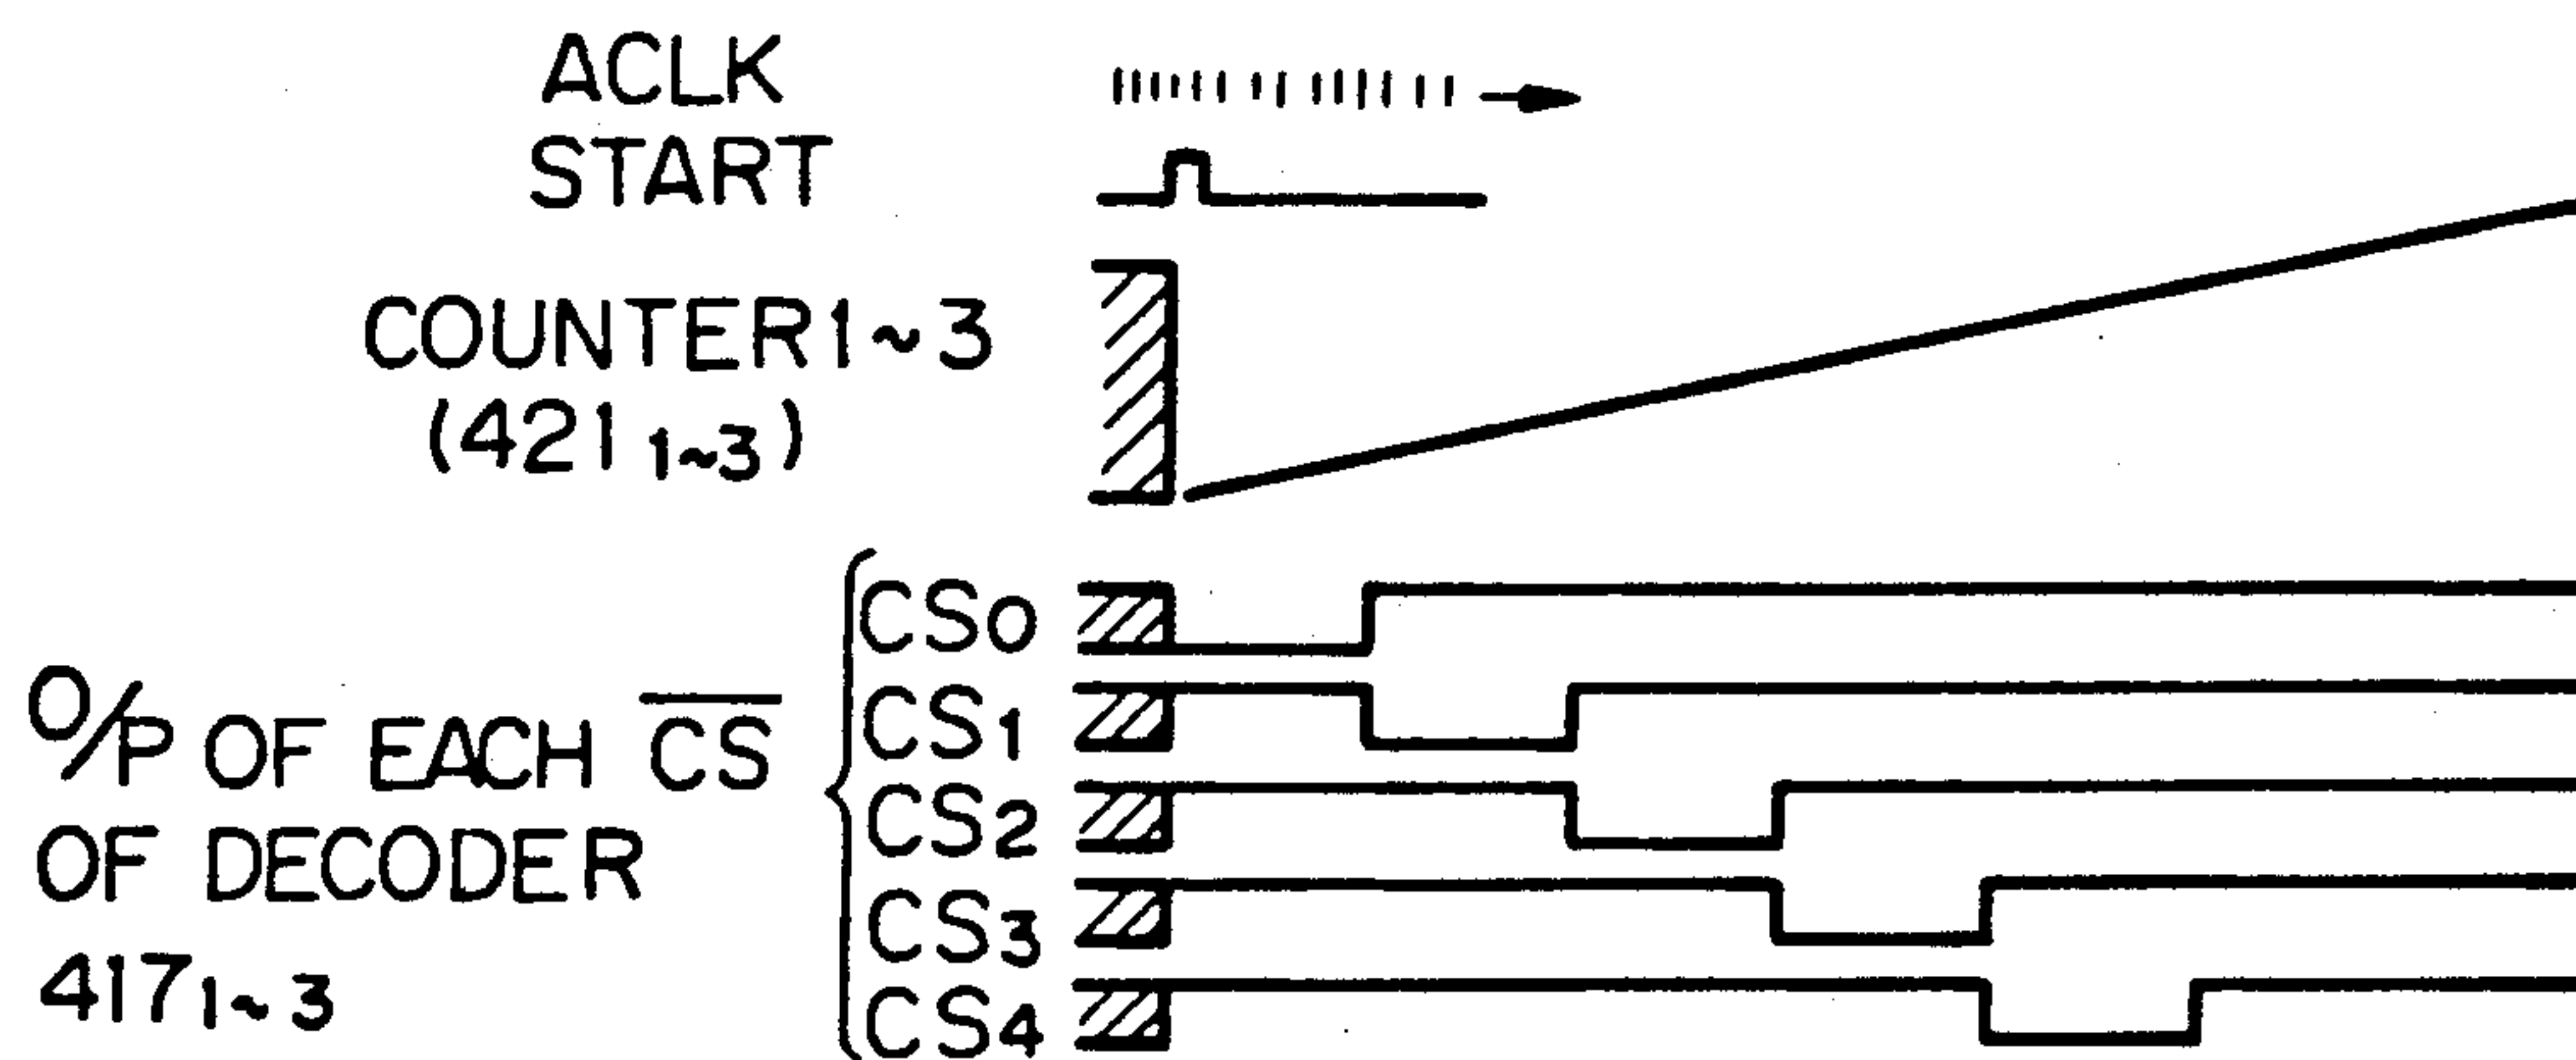 ACLK
START
COUNTER1~3
(421 1~3)
O/P OF EACH C̅S̅
OF DECODER
417 1~3
CS0
CS1
CS2
CS3
CS4